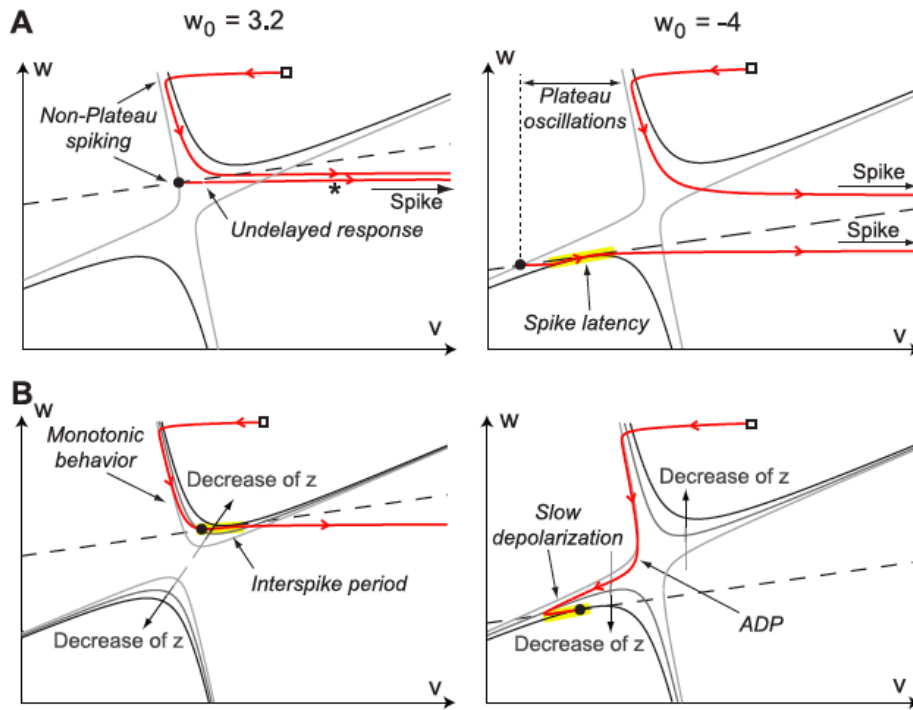 w0 = 3.2
w0 = -4
A
w
Non-Plateau
spiking
*
Spike
Undelayed response
V
w
Plateau
oscillations
Spike
Spike
Spike latency
V
B
w
Monotonic
behavior
Decrease of z
Interspike period
Decrease of z
V
w
Decrease of z
Slow
depolarization
ADP
Decrease of z
V